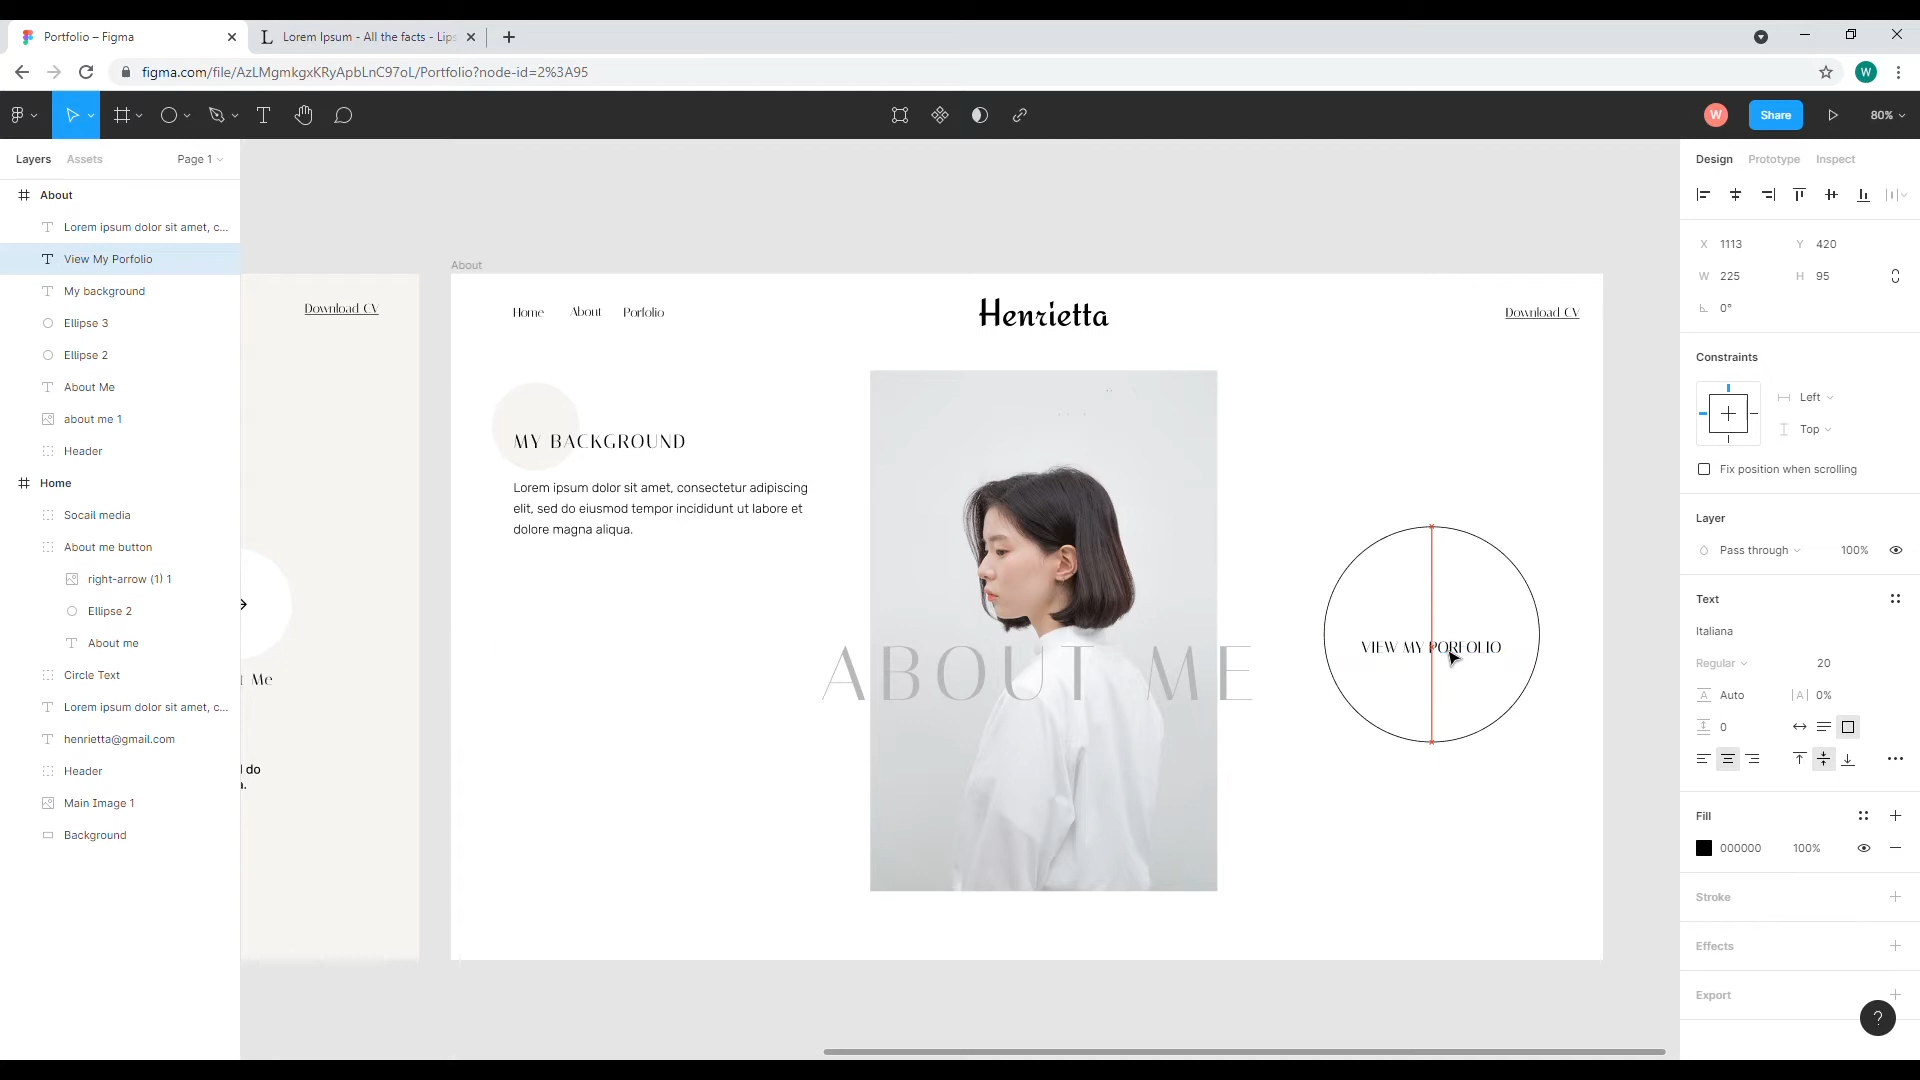 Portfolio – Figma
Lorem Ipsum - All the facts - Lips
figma.com/file/AzLMgmkgxKRyApbLnC97oL/Portfolio?node-id=2%3A95
W
W
Share
80%
Layers
Assets
Page 1
About
Lorem ipsum dolor sit amet, c...
View My Porfolio
My background
Ellipse 3
Ellipse 2
About Me
about me 1
Header
Home
Socail media
About me button
right-arrow (1) 1
Ellipse 2
About me
Circle Text
Lorem ipsum dolor sit amet, c...
henrietta@gmail.com
Header
Main Image 1
Background
Download CV
Me
do
About
Home
About
Porfolio
Henrietta
Download CV
MY BACKGROUND
Lorem ipsum dolor sit amet, consectetur adipiscing
elit, sed do eiusmod tempor incididunt ut labore et
dolore magna aliqua.
ABOUT ME
VIEW MY PORFOLIO
Design
Prototype
Inspect
X 1113
Y 420
W 225
H 95
0°
Constraints
Left
Top
Fix position when scrolling
Layer
Pass through
100%
Text
Italiana
Regular
20
Auto
0%
0
Fill
000000
100%
Stroke
Effects
Export
?